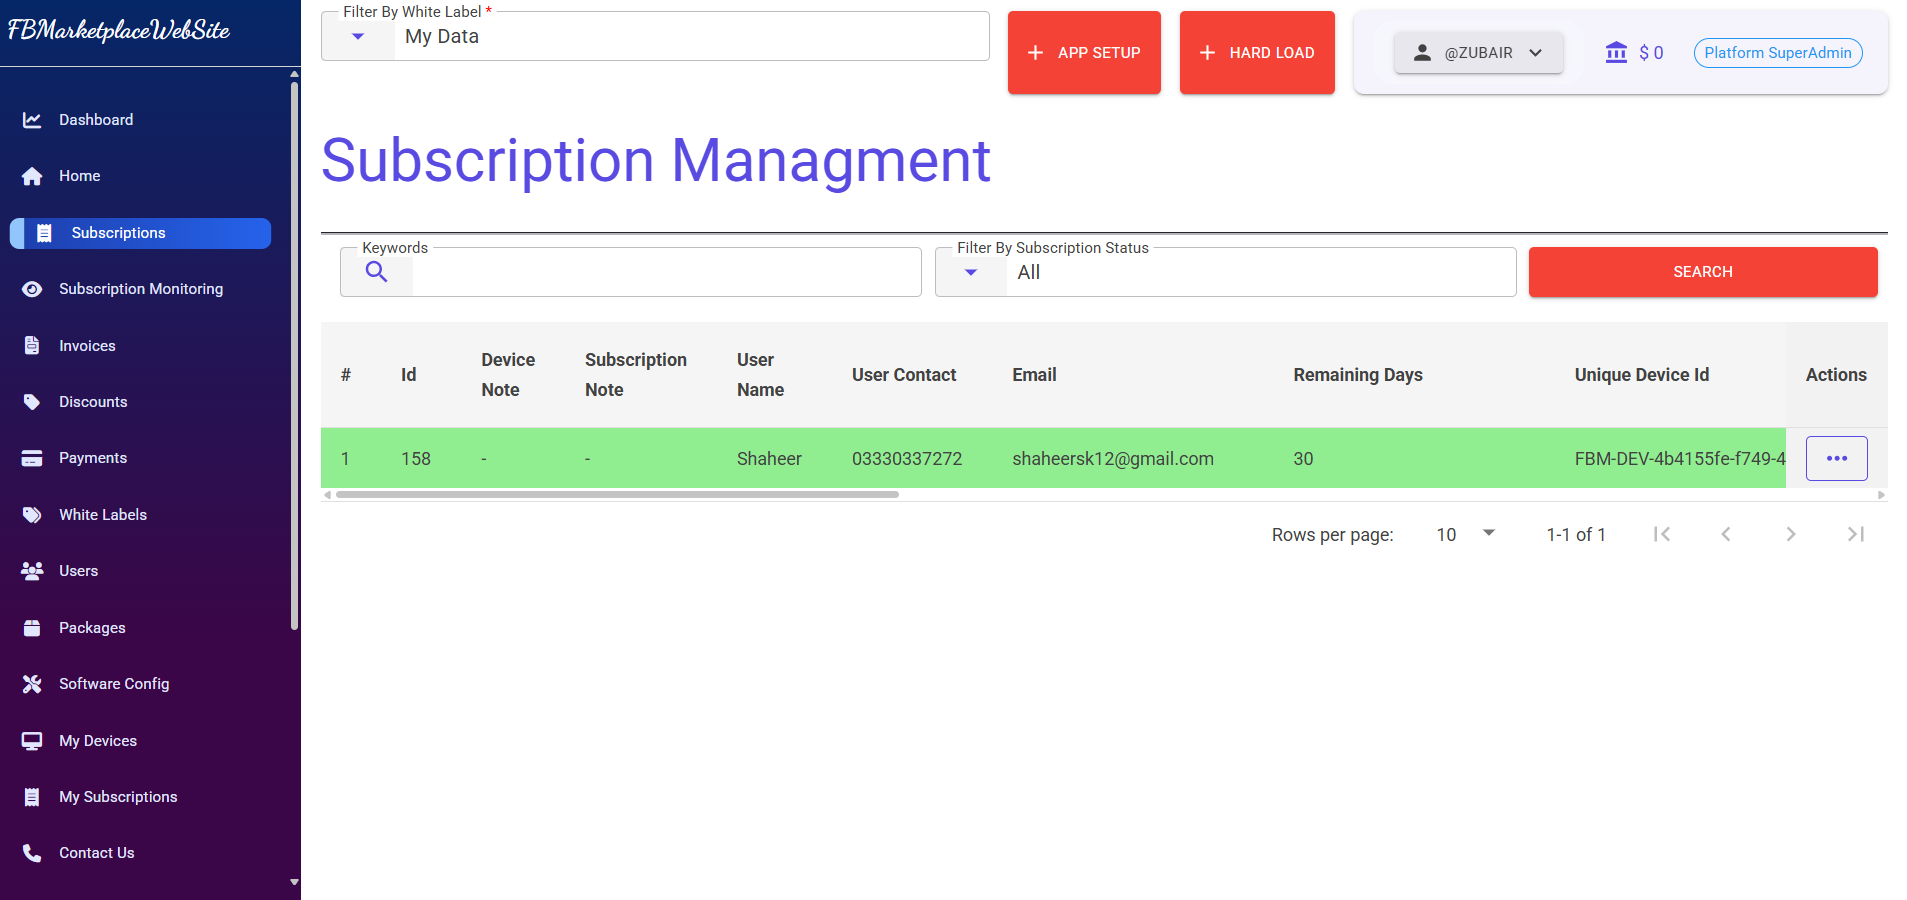 FBMarketplaceWebSite
Dashboard
Home
Subscriptions
Subscription Monitoring
Invoices
Discounts
Payments
White Labels
Users
Packages
Software Config
My Devices
My Subscriptions
Contact Us
Filter By White Label *
My Data
APP SETUP
HARD LOAD
@ZUBAIR
$ 0
Platform SuperAdmin
Subscription Managment
Keywords
Filter By Subscription Status
All
SEARCH
# Id Device Note Subscription Note User Name User Contact Email Remaining Days Unique Device Id Actions
1 158 - - Shaheer 03330337272 shaheersk12@gmail.com 30 FBM-DEV-4b4155fe-f749-4
Rows per page: 10 1-1 of 1